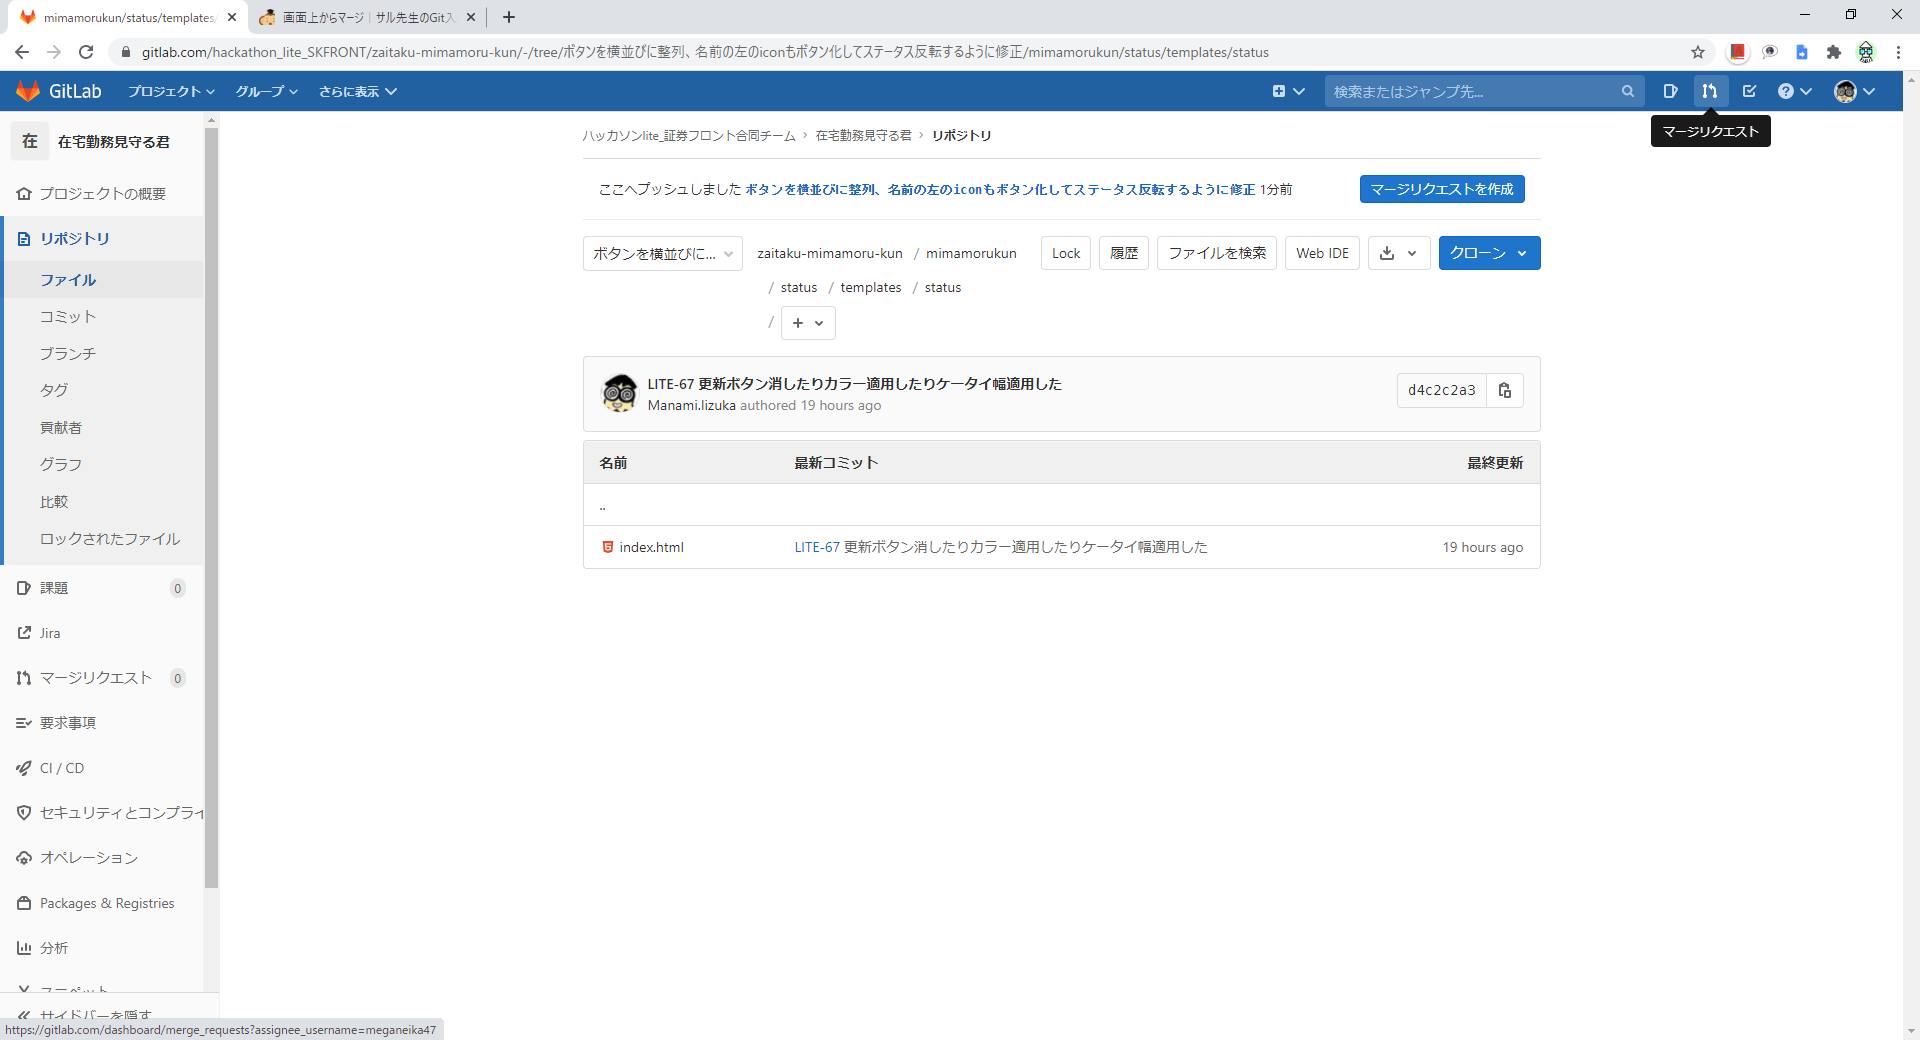 mimamorukun/status/templates/
画面上からマージ | サル先生のGit入
gitlab.com/hackathon_lite_SKFRONT/zaitaku-mimamoru-kun/-/tree/ボタンを横並びに整列、名前の左のiconもボタン化してステータス反転するように修正/mimamorukun/status/templates/status
GitLab
プロジェクト
グループ
さらに表示
検索またはジャンプ先...
マージリクエスト
在
在宅勤務見守る君
プロジェクトの概要
リポジトリ
ファイル
コミット
ブランチ
タグ
貢献者
グラフ
比較
ロックされたファイル
課題 0
Jira
マージリクエスト 0
要求事項
CI / CD
セキュリティとコンプライ
オペレーション
Packages & Registries
分析
スニペット
サイドバーを隠す
https://gitlab.com/dashboard/merge_requests?assignee_username=meganeika47
ハッカソンlite_証券フロント合同チーム › 在宅勤務見守る君 › リポジトリ
ここへプッシュしました ボタンを横並びに整列、名前の左のiconもボタン化してステータス反転するように修正 1分前
マージリクエストを作成
ボタンを横並びに...
zaitaku-mimamoru-kun / mimamorukun
/ status / templates / status
/ +
Lock
履歴
ファイルを検索
Web IDE
クローン
LITE-67 更新ボタン消したりカラー適用したりケータイ幅適用した
Manami.Iizuka authored 19 hours ago
d4c2c2a3
名前 最新コミット 最終更新
..
index.html LITE-67 更新ボタン消したりカラー適用したりケータイ幅適用した 19 hours ago